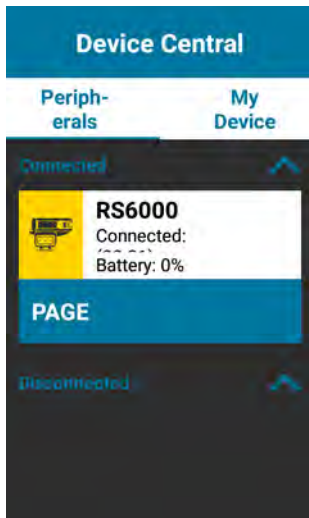 Device Central
Periph-
erals
My
Device
Connected
RS6000
Connected:
Battery: 0%
PAGE
Disconnected